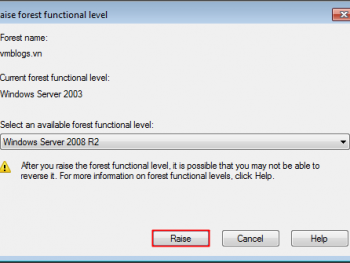 aise forest functional level
Forest name:
vmblogs.vn
Current forest functional level:
Windows Server 2003
Select an available forest functional level:
Windows Server 2008 R2
After you raise the forest functional level, it is possible that you may not be able to
reverse it. For more information on forest functional levels, click Help.
Raise Cancel Help